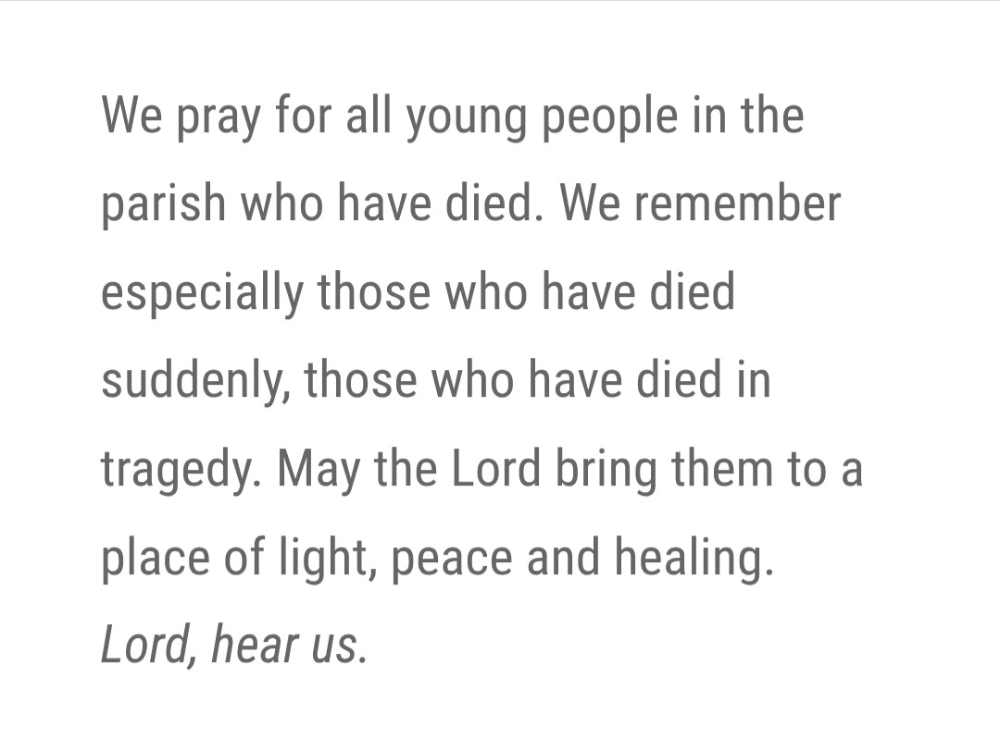 We pray for all young people in the
parish who have died. We remember
especially those who have died
suddenly, those who have died in
tragedy. May the Lord bring them to a
place of light, peace and healing.
Lord, hear us.